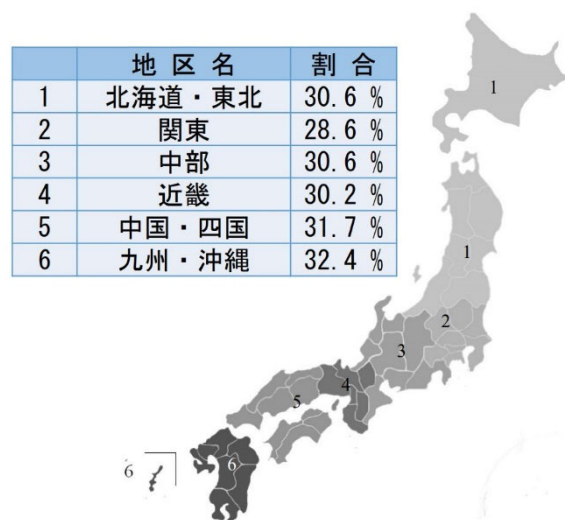 地区名 割合
1 北海道・東北 30.6 %
2 関東 28.6 %
3 中部 30.6 %
4 近畿 30.2 %
5 中国・四国 31.7 %
6 九州・沖縄 32.4 %
1
1
2
3
4
5
6
6